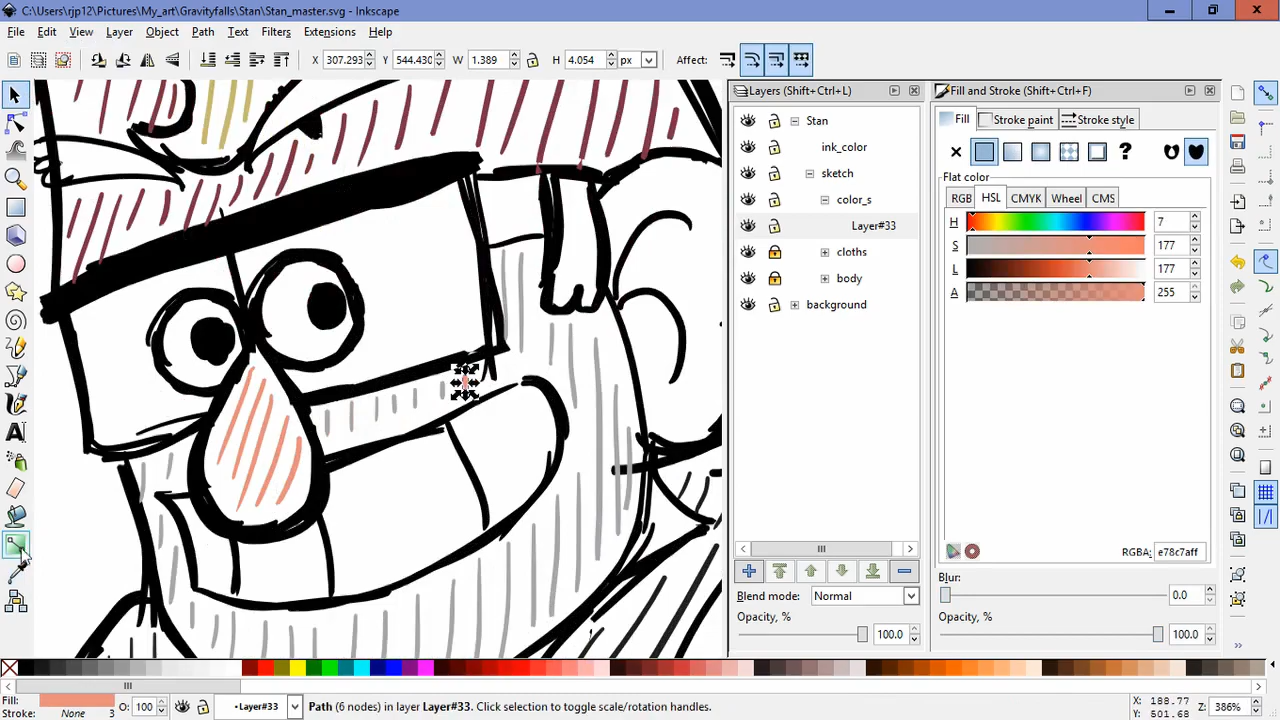 C:\Users\rjp12\Pictures\My_art\Gravityfalls\Stan\Stan_master.svg - Inkscape
File Edit View Layer Object Path Text Filters Extensions Help
X 307.293 Y 544.430 W 1.389 H 4.054 px Affect:
Layers (Shift+Ctrl+L)
Stan
ink_color
sketch
color_s
Layer#33
cloths
body
background
Blend mode: Normal
Opacity, %
100.0
Fill and Stroke (Shift+Ctrl+F)
Fill Stroke paint Stroke style
?
Flat color
RGB HSL CMYK Wheel CMS
H 7
S 177
L 177
A 255
RGBA: e78c7aff
Blur:
0.0
Opacity, %
100.0
Fill:
Stroke: None 3
O: 100
•Layer#33
Path (6 nodes) in layer Layer#33. Click selection to toggle scale/rotation handles.
X: 188.77
Y: 501.68
Z: 386%